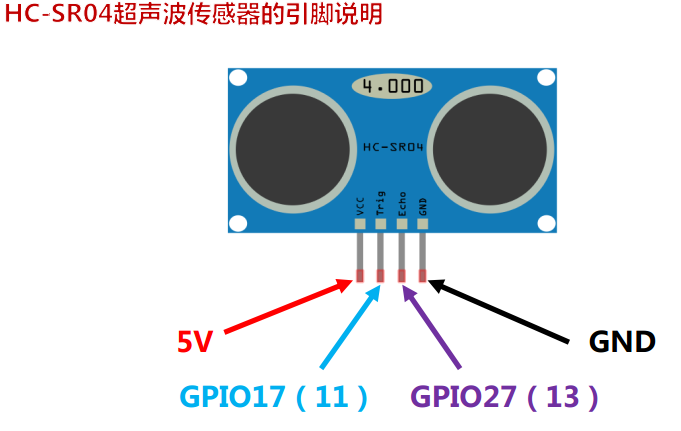 HC-SR04超声波传感器的引脚说明
4.000
HC-SR04
VCC
Trig
Echo
GND
5V
GND
GPIO17（11）
GPIO27（13）